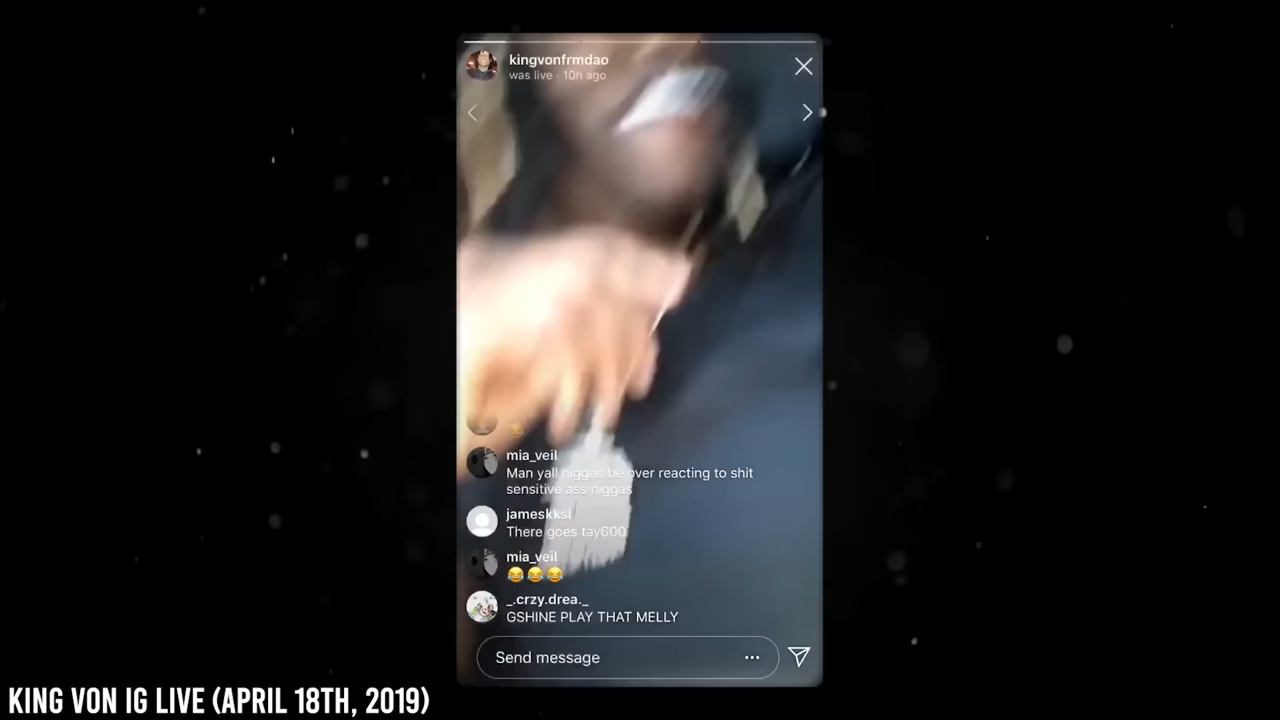 kingvonfrmdao
was live · 10h ago
mia_veil
Man yall niggas be over reacting to shit
sensitive ass niggas
jameskksl
There goes tay600
mia_veil
😂😂😂
_.crzy.drea._
GSHINE PLAY THAT MELLY
Send message
KING VON IG LIVE (APRIL 18TH, 2019)